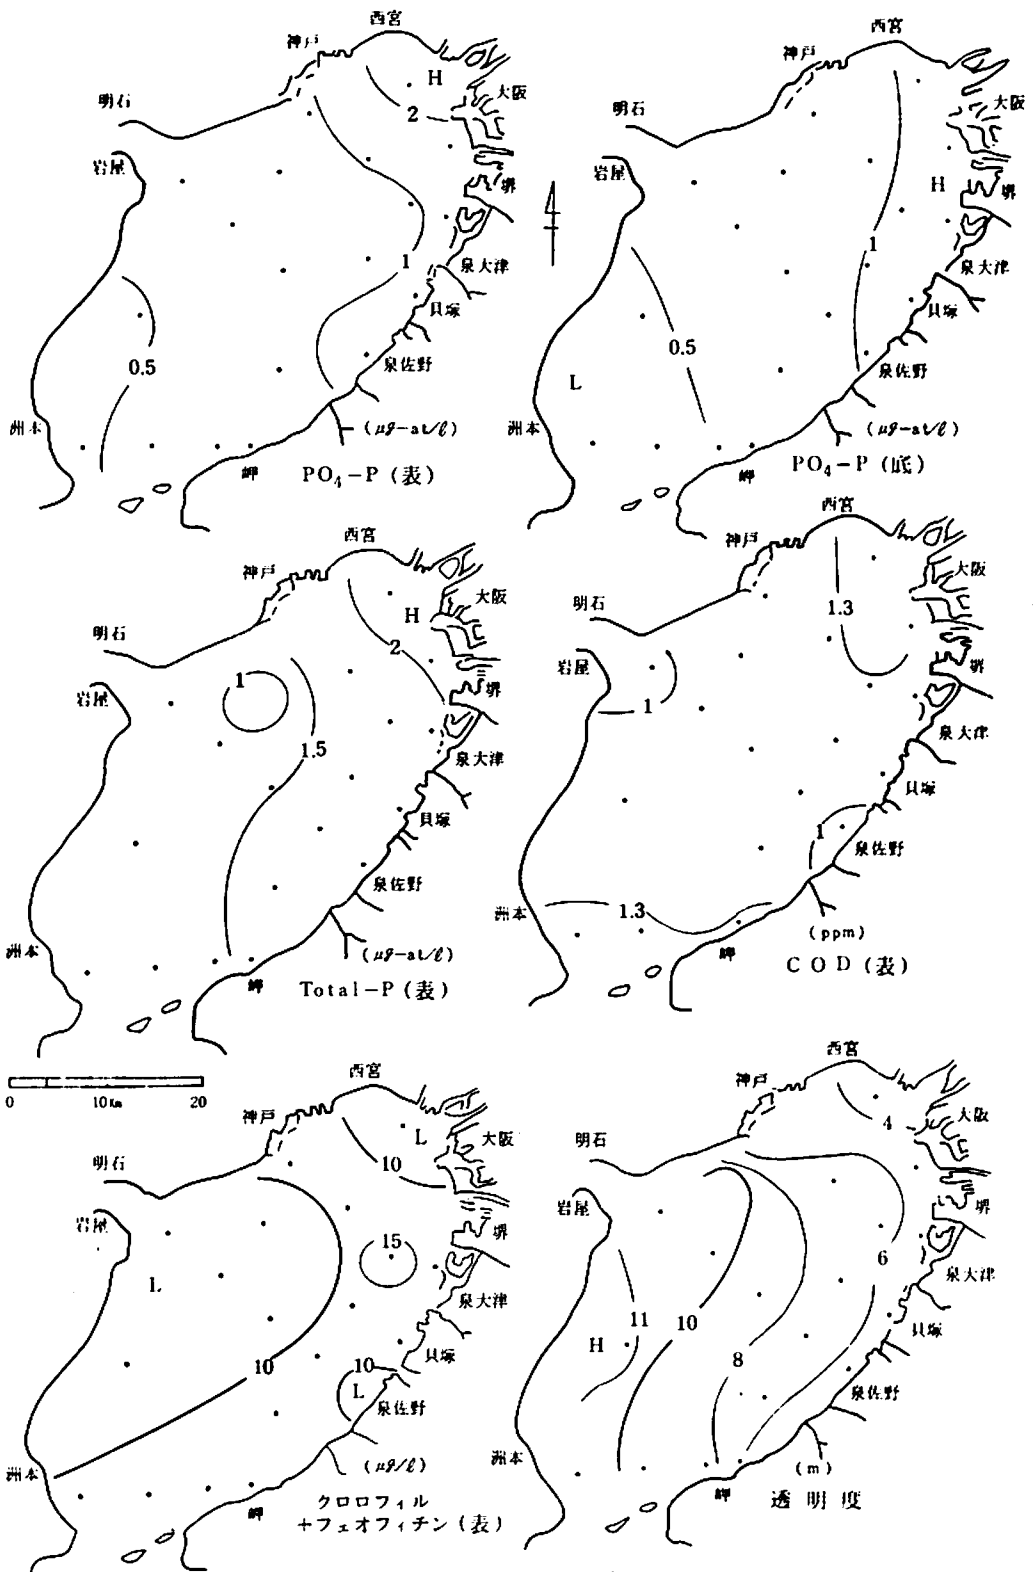 西宮
神戸
H
大阪
明石
2
岩屋
堺
1
泉大津
貝塚
0.5
泉佐野
洲本
(μg-at/ℓ)
岬
PO₄-P (表)
西宮
神戸
大阪
明石
岩屋
H
堺
1
泉大津
貝塚
0.5
泉佐野
L
洲本
(μg-at/ℓ)
岬
PO₄-P (底)
西宮
神戸
大阪
H
明石
2
1
岩屋
堺
1.5
泉大津
貝塚
泉佐野
洲本
(μg-at/ℓ)
岬
Total-P (表)
西宮
神戸
大阪
明石
1.3
岩屋
堺
1
泉大津
貝塚
1
泉佐野
洲本
1.3
(ppm)
岬
COD (表)
0 10Km 20
西宮
神戸
L
大阪
明石
10
岩屋
堺
15
L
泉大津
貝塚
10
10
L
泉佐野
洲本
(μg/ℓ)
岬
クロロフィル
+フェオフィチン (表)
西宮
神戸
4
大阪
明石
岩屋
堺
6
泉大津
11
10
貝塚
H
8
泉佐野
洲本
(m)
岬
透明度